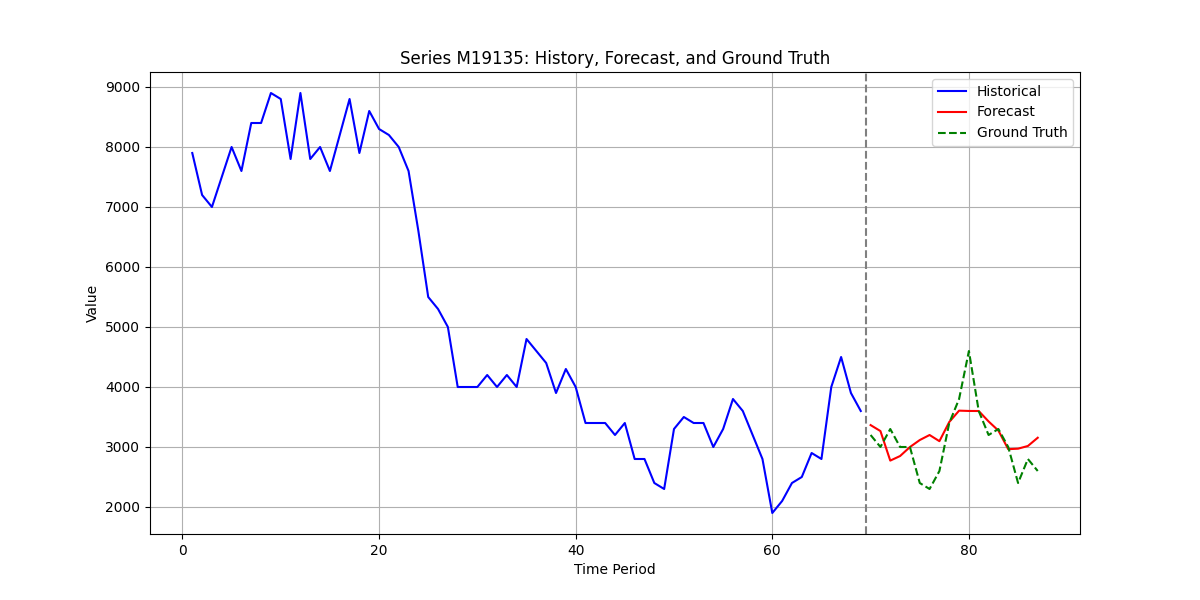 Series M19135: History, Forecast, and Ground Truth
Historical
Forecast
Ground Truth
Value
9000
8000
7000
6000
5000
4000
3000
2000
0 20 40 60 80
Time Period